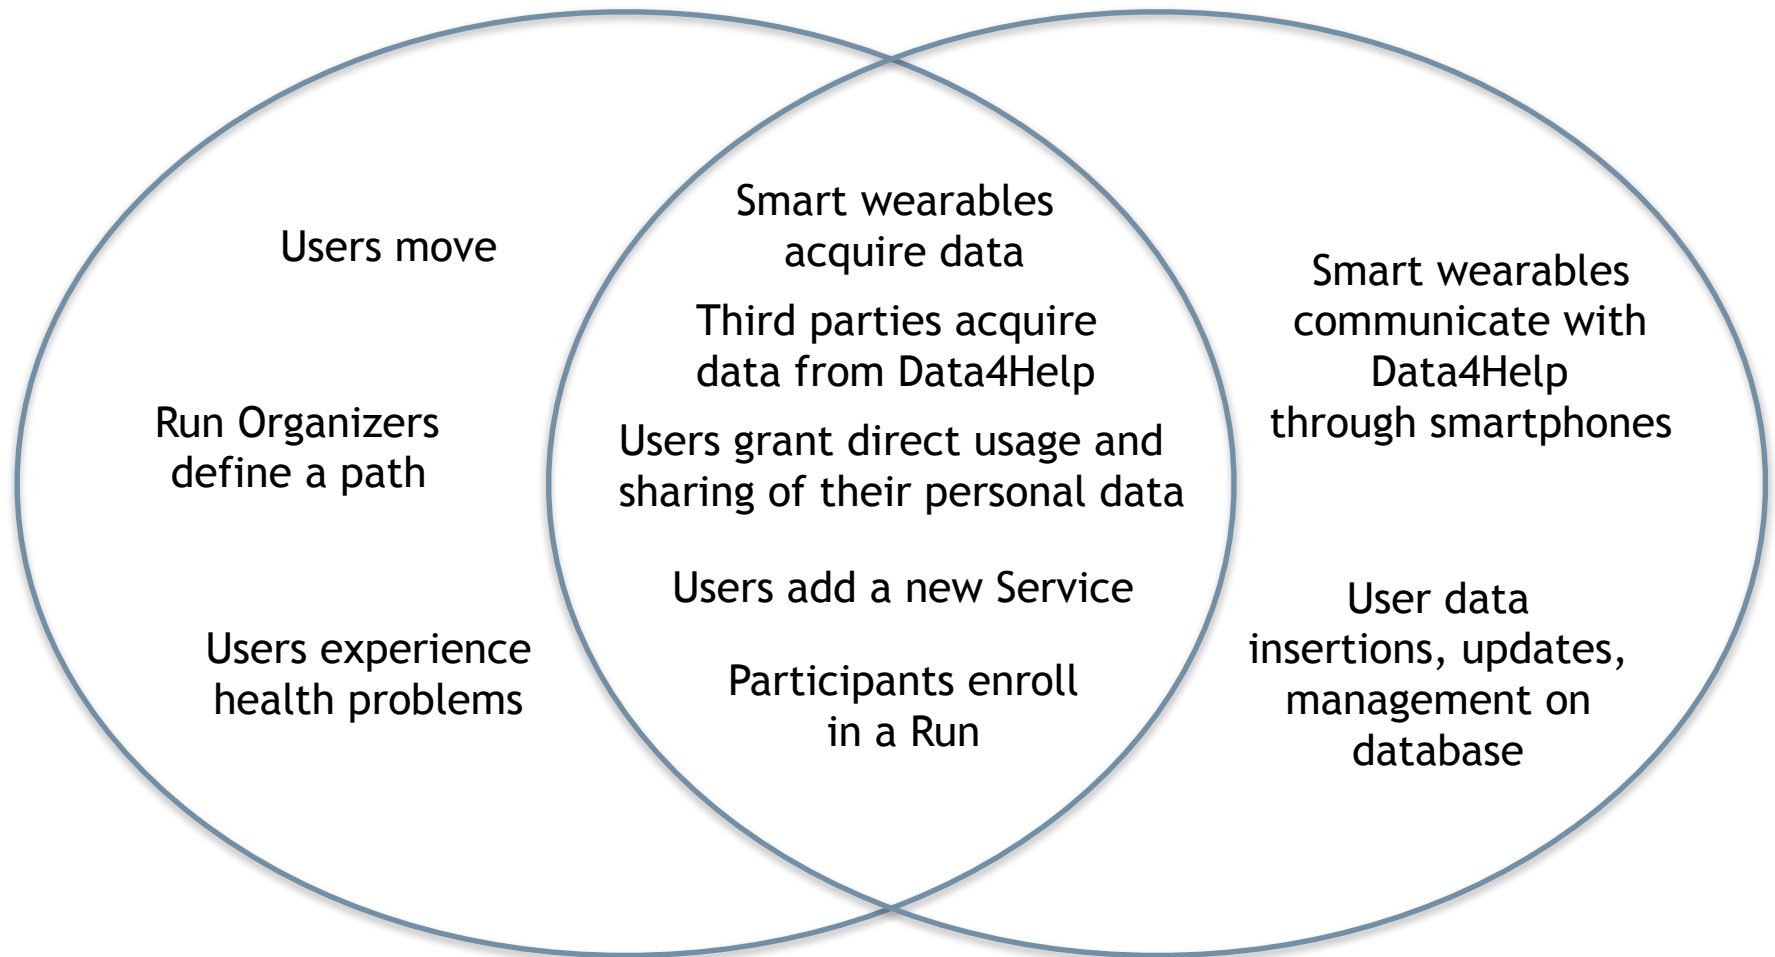 Users move
Run Organizers
define a path
Users experience
health problems
Smart wearables
acquire data
Third parties acquire
data from Data4Help
Users grant direct usage and
sharing of their personal data
Users add a new Service
Participants enroll
in a Run
Smart wearables
communicate with
Data4Help
through smartphones
User data
insertions, updates,
management on
database